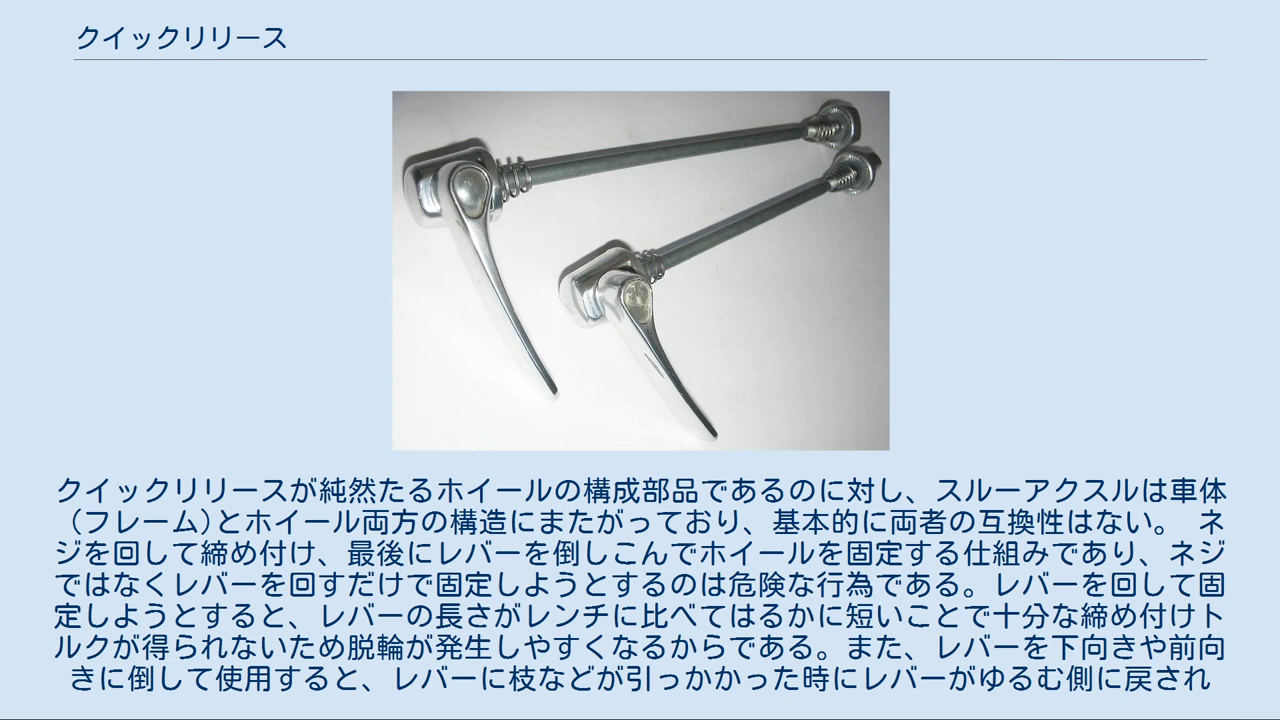 クイックリリース
クイックリリースが純然たるホイールの構成部品であるのに対し、スルーアクスルは車体
（フレーム)とホイール両方の構造にまたがっており、基本的に両者の互換性はない。 ネ
ジを回して締め付け、最後にレバーを倒しこんでホイールを固定する仕組みであり、ネジ
ではなくレバーを回すだけで固定しようとするのは危険な行為である。レバーを回して固
定しようとすると、レバーの長さがレンチに比べてはるかに短いことで十分な締め付けト
ルクが得られないため脱輪が発生しやすくなるからである。また、レバーを下向きや前向
きに倒して使用すると、レバーに枝などが引っかかった時にレバーがゆるむ側に戻され